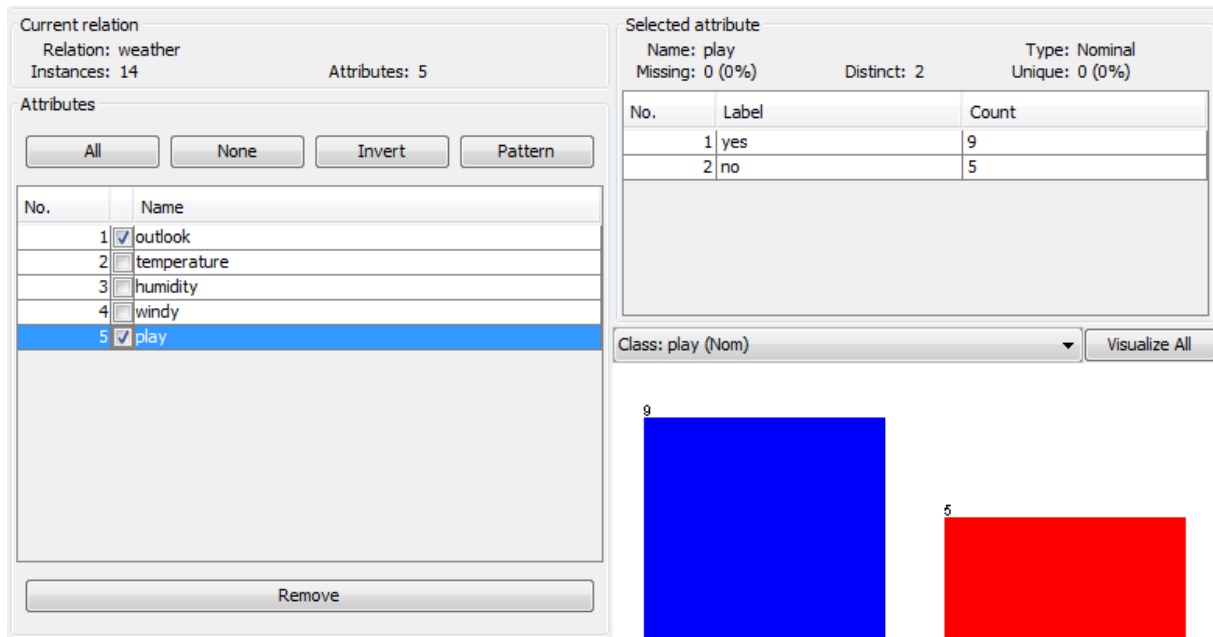 Current relation
Relation: weather
Instances: 14 Attributes: 5
Attributes
All None Invert Pattern
No. Name
1 outlook
2 temperature
3 humidity
4 windy
5 play
Remove
Selected attribute
Name: play Type: Nominal
Missing: 0 (0%) Distinct: 2 Unique: 0 (0%)
No. Label Count
1 yes 9
2 no 5
Class: play (Nom) Visualize All
9
5